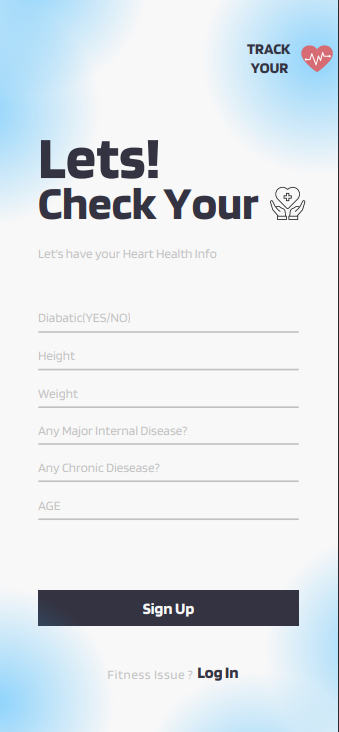 TRACK
YOUR
Lets!
Check Your
Let's have your Heart Health Info
Diabatic(YES/NO)
Height
Weight
Any Major Internal Disease?
Any Chronic Diesease?
AGE
Sign Up
Fitness Issue ? Log In